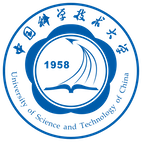 中国科学技术大学
1958
University of Science and Technology of China